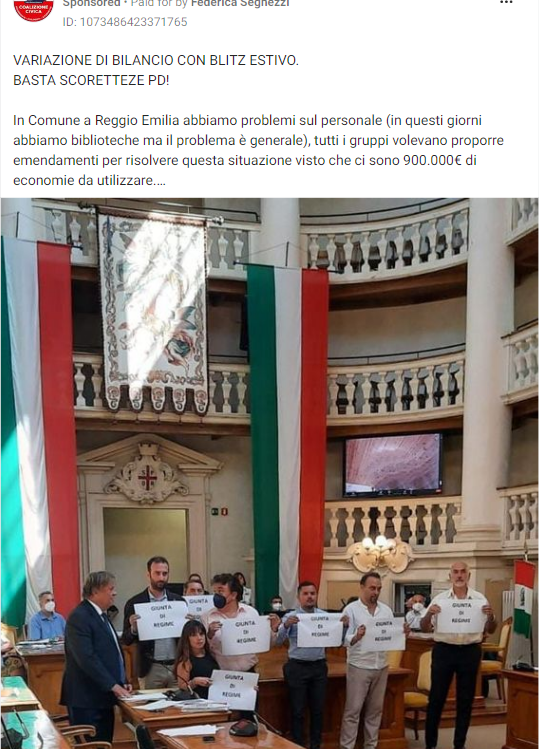 COALIZIONE
CIVICA
Sponsored • Paid for by Federica Seghezzi
ID: 1073486423371765
VARIAZIONE DI BILANCIO CON BLITZ ESTIVO.
BASTA SCORETTEZE PD!
In Comune a Reggio Emilia abbiamo problemi sul personale (in questi giorni
abbiamo biblioteche ma il problema è generale), tutti i gruppi volevano proporre
emendamenti per risolvere questa situazione visto che ci sono 900.000€ di
economie da utilizzare.…
GIUNTA
DI
REGIME
GIUNTA
DI
REGIME
GIUNTA
DI
REGIME
GIUNTA
DI
REGIME
GIUNTA
DI
REGIME
GIUNTA
DI
REGIME